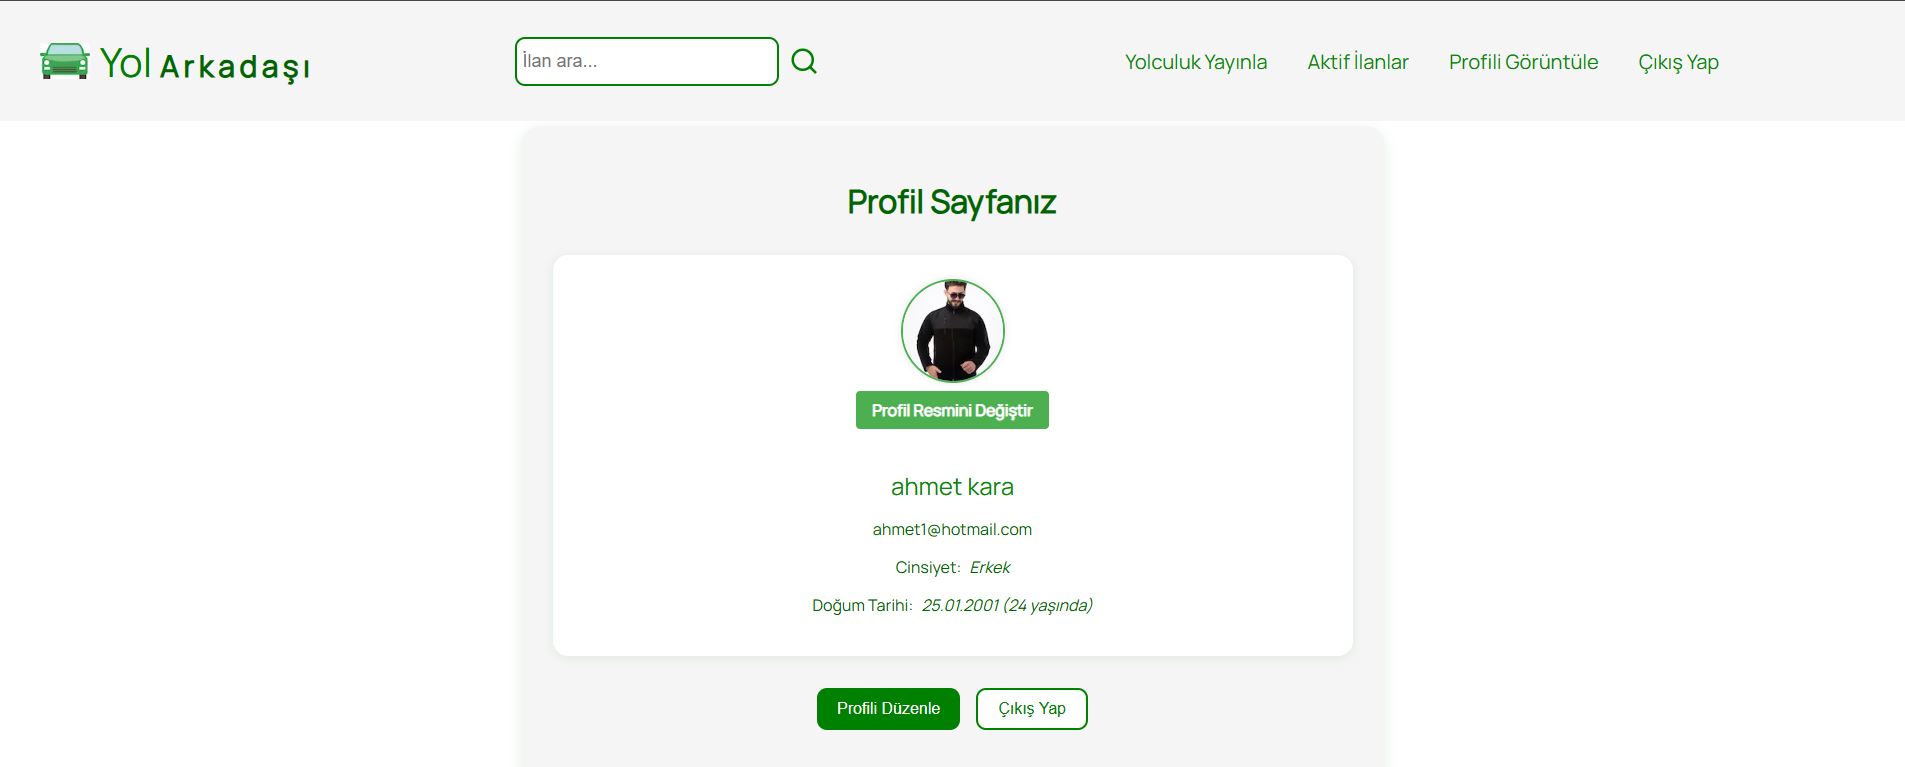 Yol Arkadaşı
İlan ara...
Yolculuk Yayınla
Aktif İlanlar
Profili Görüntüle
Çıkış Yap
Profil Sayfanız
Profil Resmini Değiştir
ahmet kara
ahmet1@hotmail.com
Cinsiyet: Erkek
Doğum Tarihi: 25.01.2001 (24 yaşında)
Profili Düzenle
Çıkış Yap